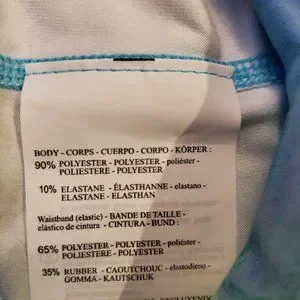 BODY - CORPS - CUERPO - CORPO - KÖRPER :
90% POLYESTER - POLYESTER - poliéster -
POLIESTERE - POLYESTER
10% ELASTANE - ÉLASTHANNE - elastano -
ELASTAN - ELASTHAN
Waistband (elastic) - BANDE DE TAILLE -
elástico de cintura - CINTURA - BUND :
65% POLYESTER - POLYESTER - poliéster -
POLIESTERE - POLYESTER
35% RUBBER - CAOUTCHOUC - elastodieno -
GOMMA - KAUTSCHUK